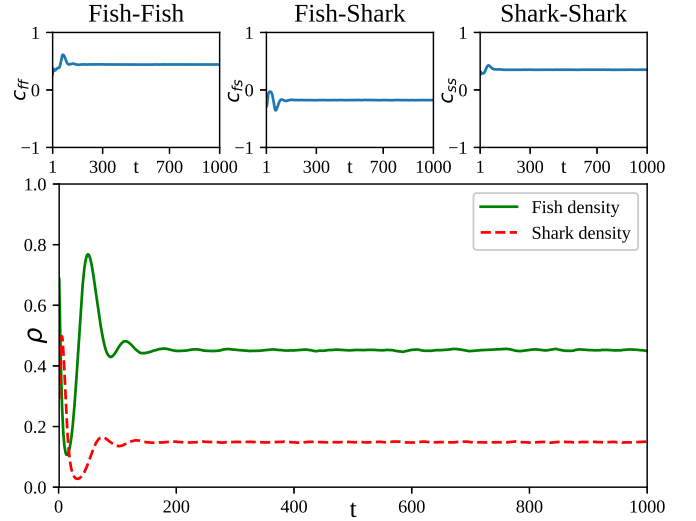 Fish-Fish
Fish-Shark
Shark-Shark
1
0
−1
c_ff
1 300 t 700 1000
1
0
−1
c_fs
1 300 t 700 1000
1
0
−1
c_ss
1 300 t 700 1000
1.0
0.8
0.6
0.4
0.2
0.0
ρ
Fish density
Shark density
0 200 400 600 800 1000
t